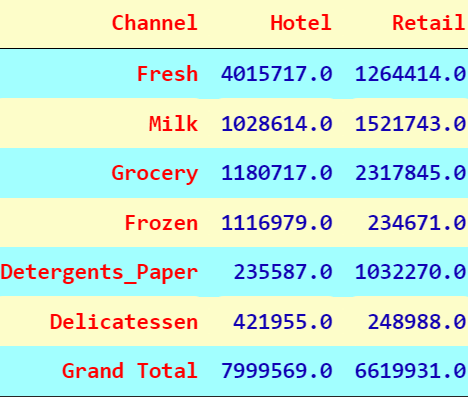 Channel Hotel Retail
Fresh 4015717.0 1264414.0
Milk 1028614.0 1521743.0
Grocery 1180717.0 2317845.0
Frozen 1116979.0 234671.0
Detergents_Paper 235587.0 1032270.0
Delicatessen 421955.0 248988.0
Grand Total 7999569.0 6619931.0